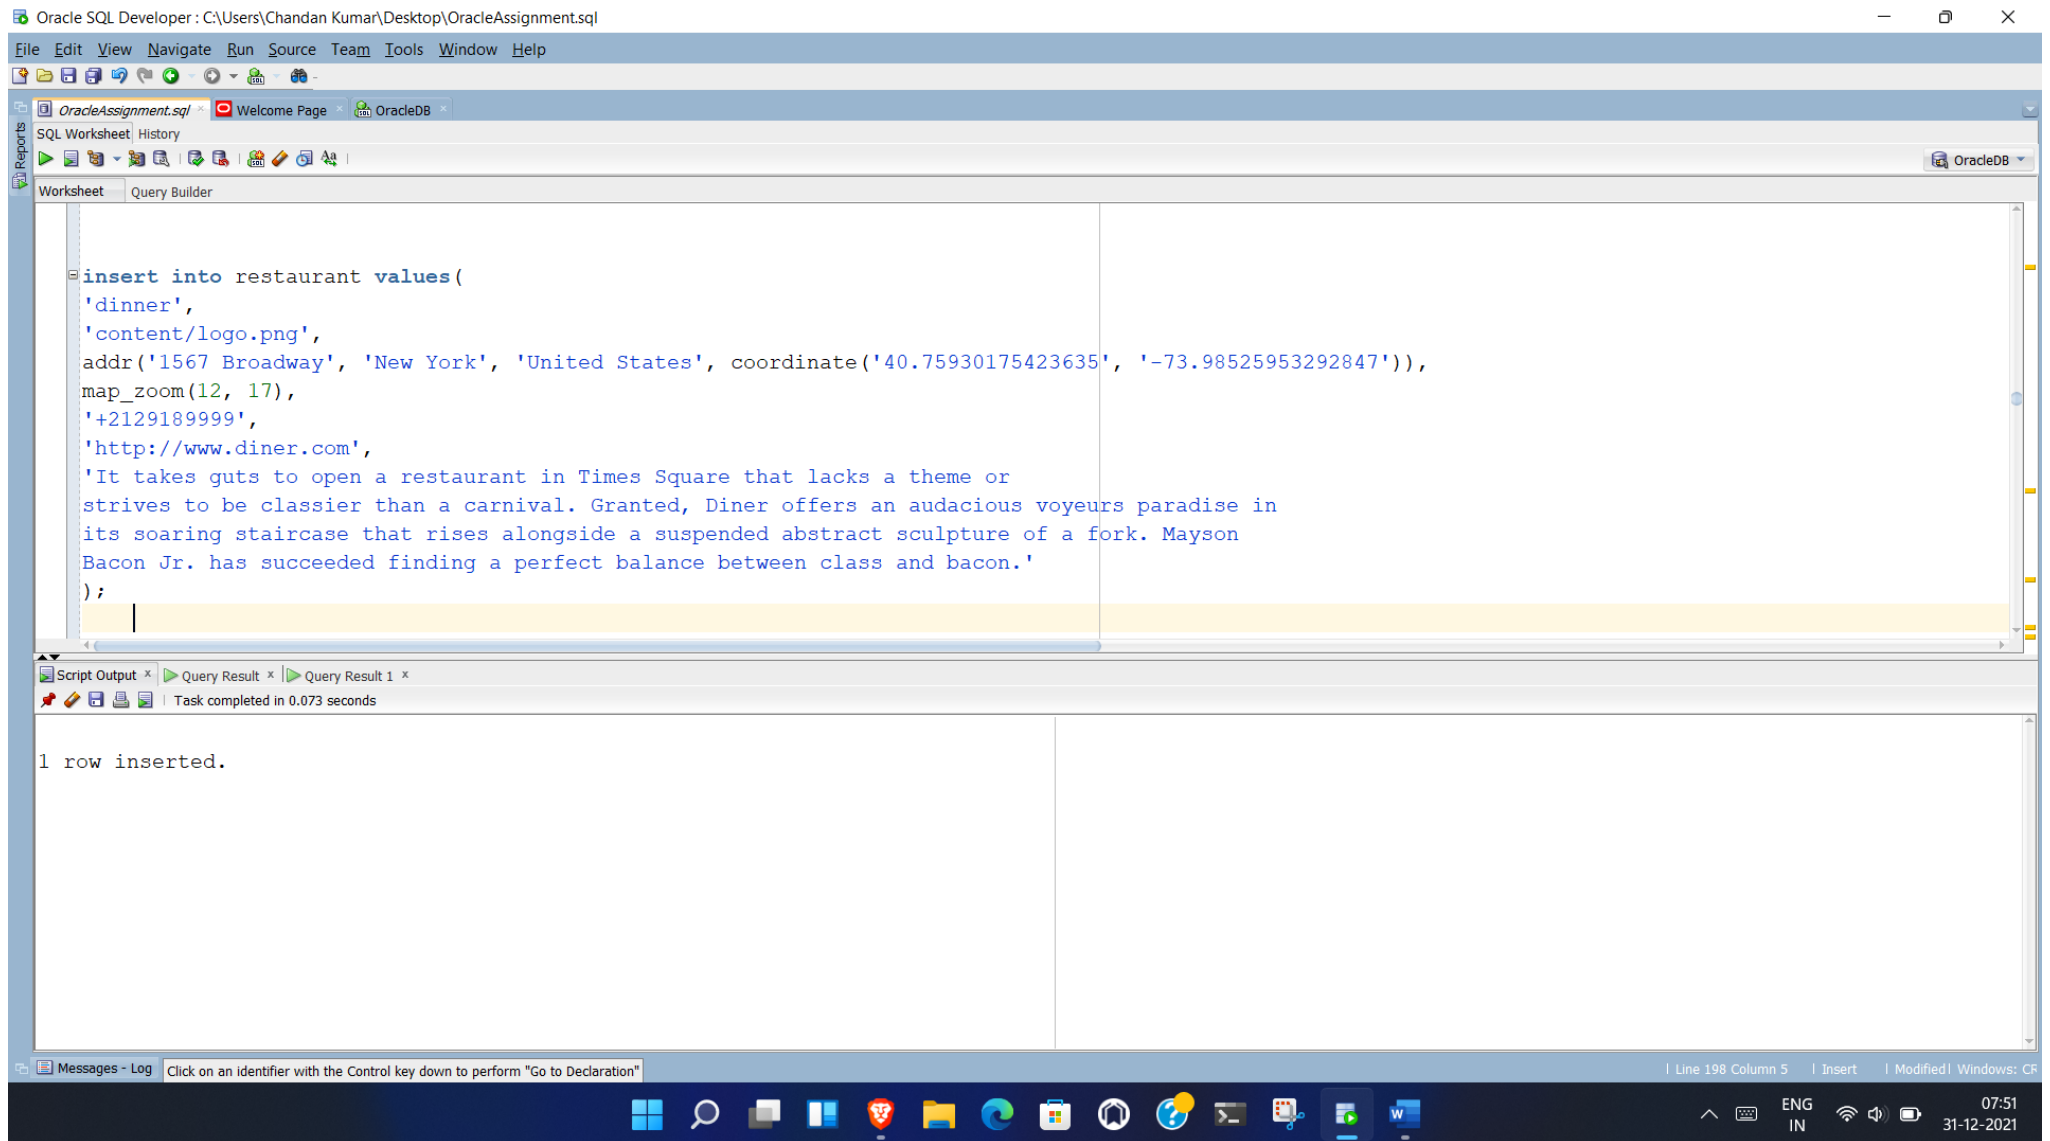 Oracle SQL Developer : C:\Users\Chandan Kumar\Desktop\OracleAssignment.sql
File Edit View Navigate Run Source Team Tools Window Help
OracleAssignment.sql × Welcome Page × OracleDB ×
Reports
SQL Worksheet History
OracleDB
Worksheet Query Builder
insert into restaurant values(
'dinner',
'content/logo.png',
addr('1567 Broadway', 'New York', 'United States', coordinate('40.75930175423635', '-73.98525953292847')),
map_zoom(12, 17),
'+2129189999',
'http://www.diner.com',
'It takes guts to open a restaurant in Times Square that lacks a theme or
strives to be classier than a carnival. Granted, Diner offers an audacious voyeurs paradise in
its soaring staircase that rises alongside a suspended abstract sculpture of a fork. Mayson
Bacon Jr. has succeeded finding a perfect balance between class and bacon.'
);
Script Output × Query Result × Query Result 1 ×
Task completed in 0.073 seconds
1 row inserted.
Messages - Log Click on an identifier with the Control key down to perform "Go to Declaration"
Line 198 Column 5 Insert Modified Windows: CR
ENG
IN
07:51
31-12-2021